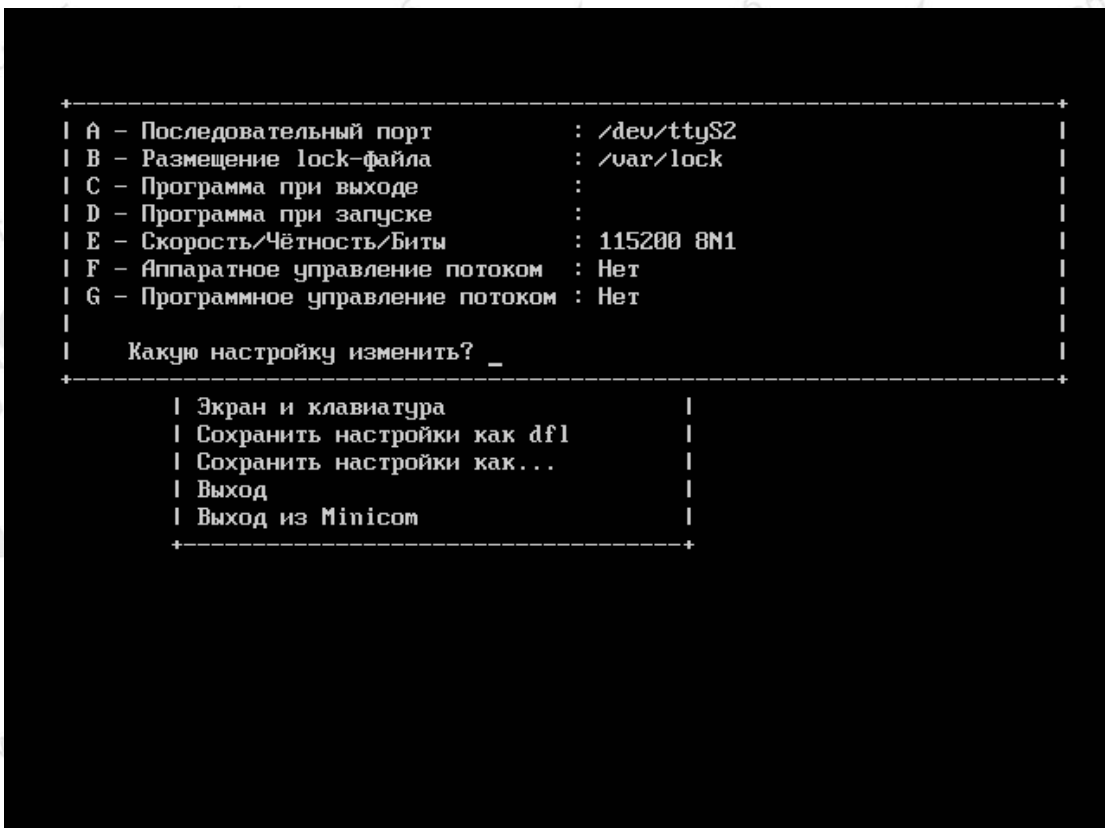 A - Последовательный порт : /dev/ttyS2
B - Размещение lock-файла : /var/lock
C - Программа при выходе :
D - Программа при запуске :
E - Скорость/Чётность/Биты : 115200 8N1
F - Аппаратное управление потоком : Нет
G - Программное управление потоком : Нет
Какую настройку изменить? _
Экран и клавиатура
Сохранить настройки как dfl
Сохранить настройки как...
Выход
Выход из Minicom